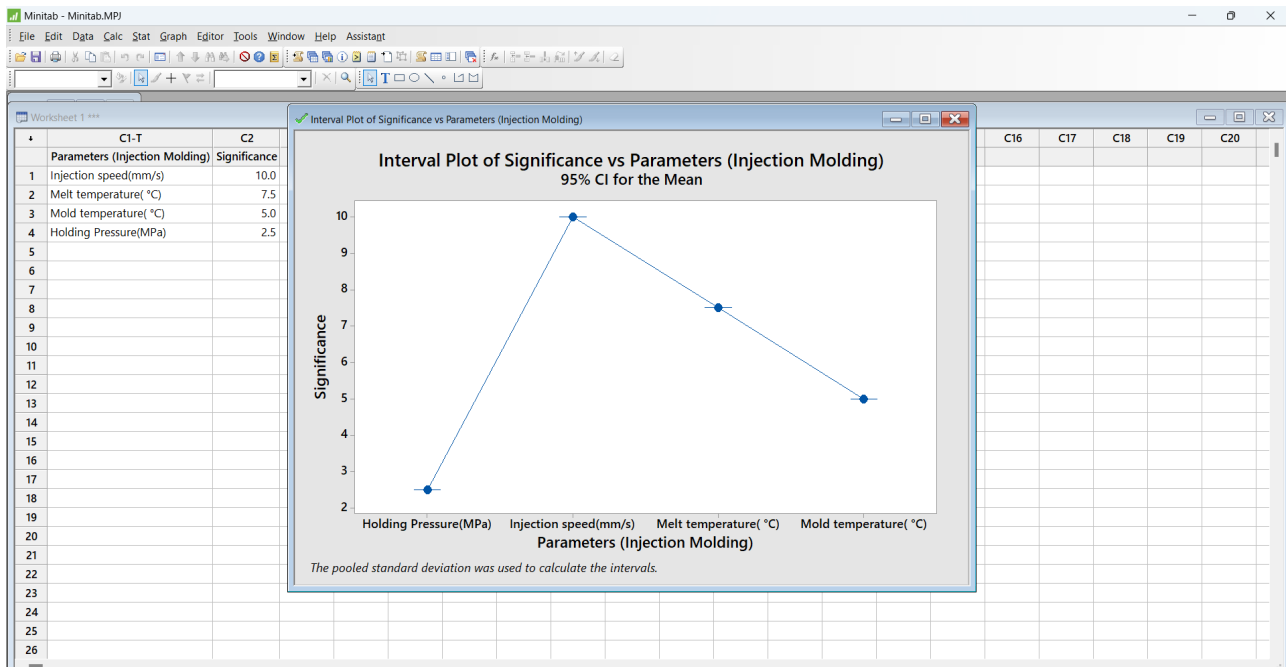 Minitab - Minitab.MPJ
File Edit Data Calc Stat Graph Editor Tools Window Help Assistant
Worksheet 1 ***
Interval Plot of Significance vs Parameters (Injection Molding)
C1-T C2 C16 C17 C18 C19 C20
Parameters (Injection Molding) Significance
1 Injection speed(mm/s) 10.0
2 Melt temperature( °C) 7.5
3 Mold temperature( °C) 5.0
4 Holding Pressure(MPa) 2.5
5
6
7
8
9
10
11
12
13
14
15
16
17
18
19
20
21
22
23
24
25
26
Interval Plot of Significance vs Parameters (Injection Molding)
95% CI for the Mean
Significance
10
9
8
7
6
5
4
3
2
Holding Pressure(MPa) Injection speed(mm/s) Melt temperature( °C) Mold temperature( °C)
Parameters (Injection Molding)
The pooled standard deviation was used to calculate the intervals.